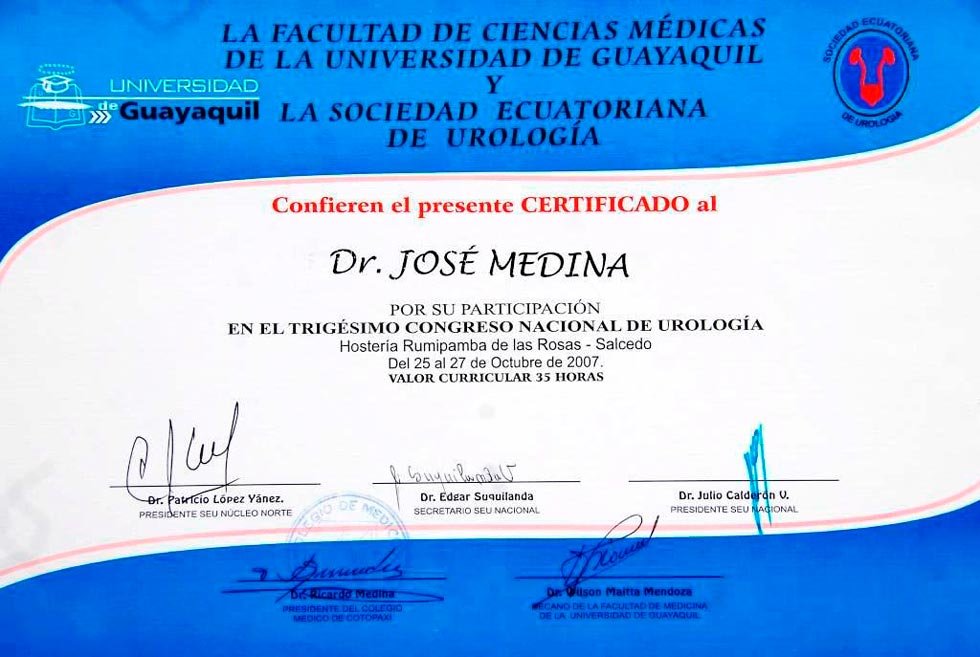 LA FACULTAD DE CIENCIAS MÉDICAS
DE LA UNIVERSIDAD DE GUAYAQUIL
Y
LA SOCIEDAD ECUATORIANA
DE UROLOGÍA
UNIVERSIDAD
de Guayaquil
SOCIEDAD ECUATORIANA
DE UROLOGIA
Confieren el presente CERTIFICADO al
Dr. JOSÉ MEDINA
POR SU PARTICIPACIÓN
EN EL TRIGÉSIMO CONGRESO NACIONAL DE UROLOGÍA
Hostería Rumipamba de las Rosas - Salcedo
Del 25 al 27 de Octubre de 2007.
VALOR CURRICULAR 35 HORAS
Dr. Patricio López Yánez.
PRESIDENTE SEU NÚCLEO NORTE
Dr. Edgar Suquilanda
SECRETARIO SEU NACIONAL
Dr. Julio Calderón V.
PRESIDENTE SEU NACIONAL
COLEGIO DE MEDIC
Dr. Ricardo Medina
PRESIDENTE DEL COLEGIO
MEDICO DE COTOPAXI
Dr. Wilson Maitta Mendoza
DECANO DE LA FACULTAD DE MEDICINA
DE LA UNIVERSIDAD DE GUAYAQUIL